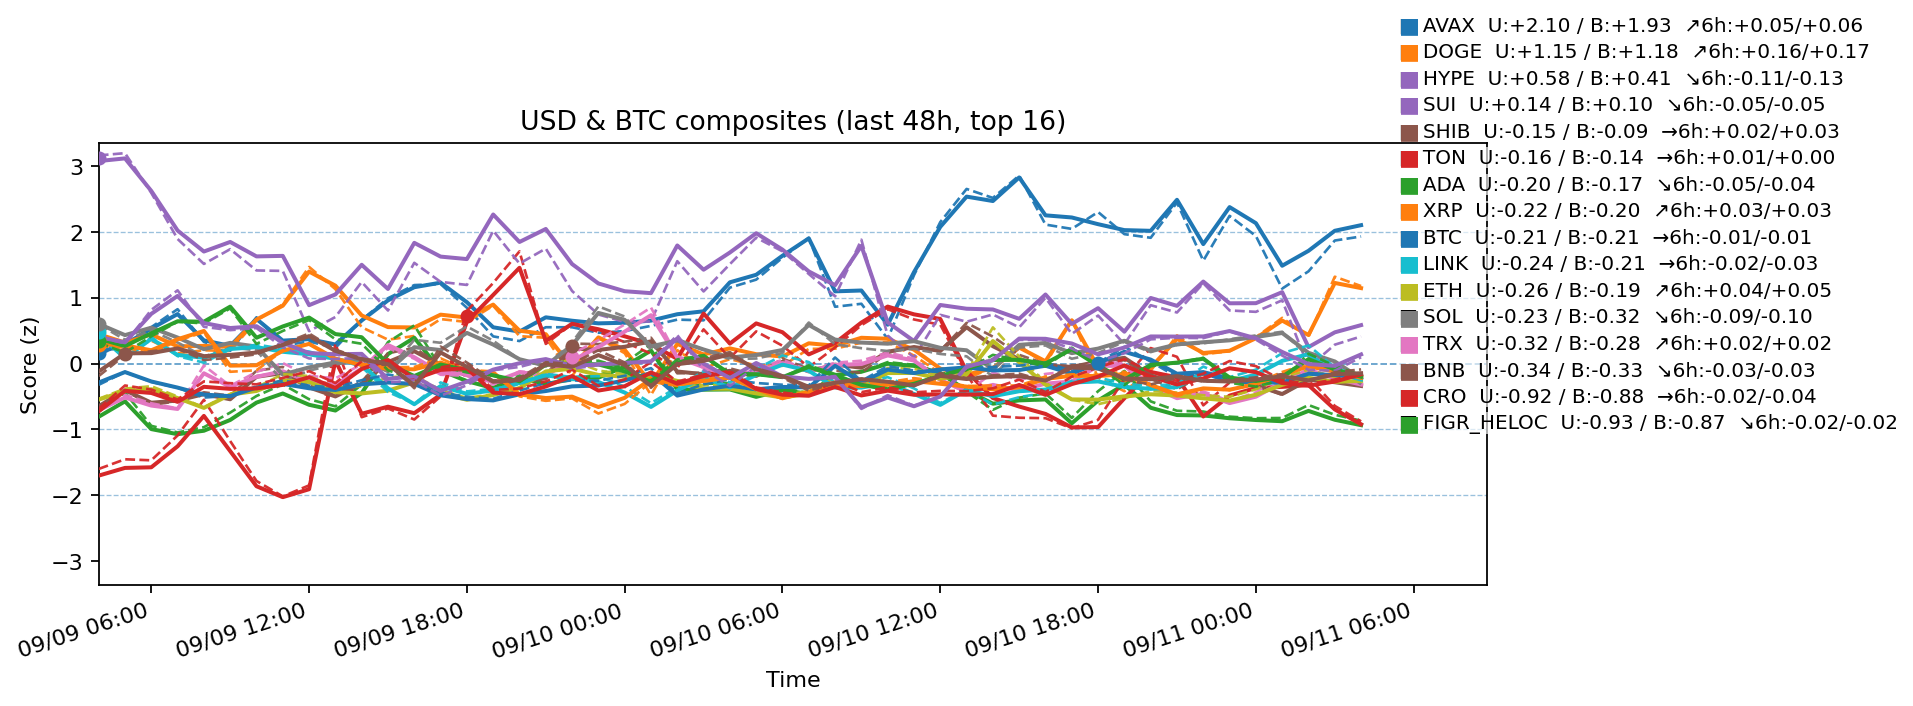 AVAX  U:+2.10 / B:+1.93  ↗6h:+0.05/+0.06
DOGE  U:+1.15 / B:+1.18  ↗6h:+0.16/+0.17
HYPE  U:+0.58 / B:+0.41  ↘6h:-0.11/-0.13
SUI  U:+0.14 / B:+0.10  ↘6h:-0.05/-0.05
SHIB  U:-0.15 / B:-0.09  →6h:+0.02/+0.03
TON  U:-0.16 / B:-0.14  →6h:+0.01/+0.00
ADA  U:-0.20 / B:-0.17  ↘6h:-0.05/-0.04
XRP  U:-0.22 / B:-0.20  ↗6h:+0.03/+0.03
BTC  U:-0.21 / B:-0.21  →6h:-0.01/-0.01
LINK  U:-0.24 / B:-0.21  →6h:-0.02/-0.03
ETH  U:-0.26 / B:-0.19  ↗6h:+0.04/+0.05
SOL  U:-0.23 / B:-0.32  ↘6h:-0.09/-0.10
TRX  U:-0.32 / B:-0.28  ↗6h:+0.02/+0.02
BNB  U:-0.34 / B:-0.33  ↘6h:-0.03/-0.03
CRO  U:-0.92 / B:-0.88  →6h:-0.02/-0.04
FIGR_HELOC  U:-0.93 / B:-0.87  ↘6h:-0.02/-0.02
USD & BTC composites (last 48h, top 16)
Score (z)
3
2
1
0
−1
−2
−3
09/09 06:00
09/09 12:00
09/09 18:00
09/10 00:00
09/10 06:00
09/10 12:00
09/10 18:00
09/11 00:00
09/11 06:00
Time